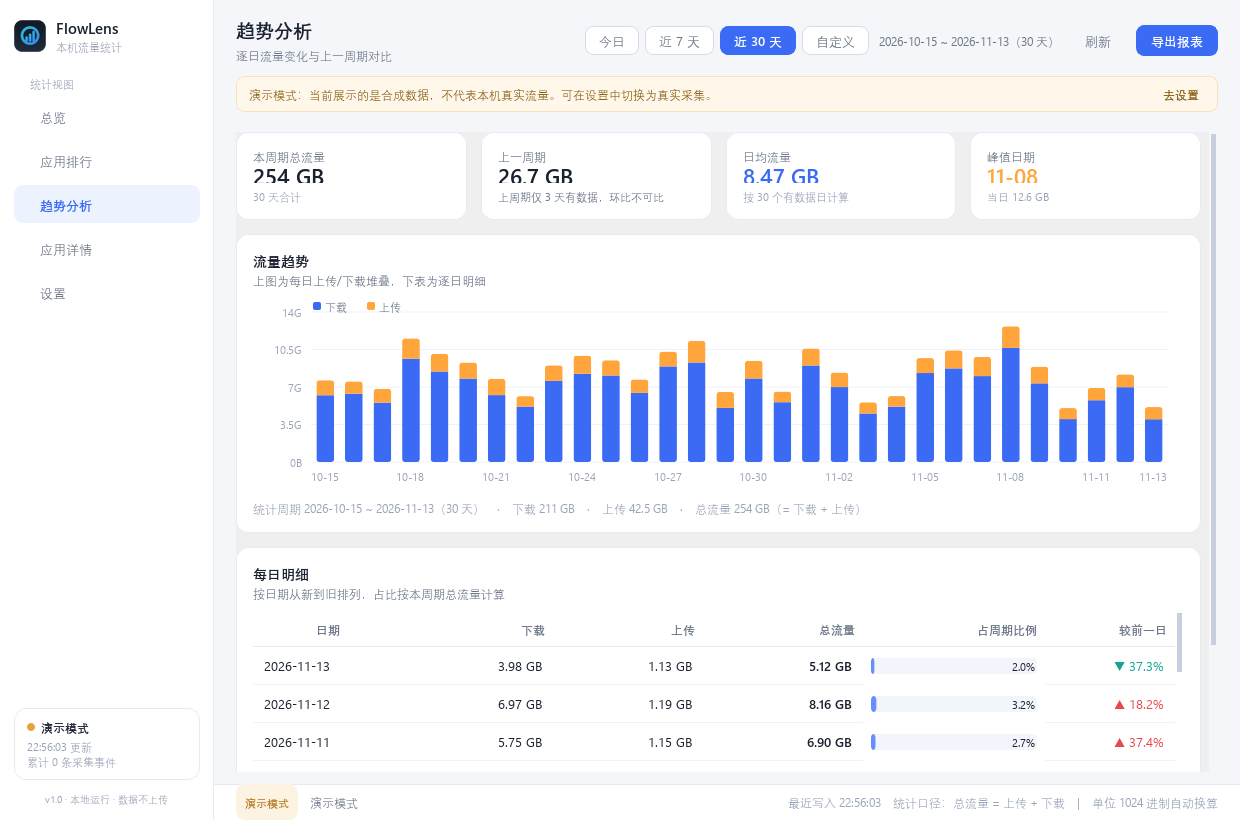 FlowLens
本机流量统计
统计视图
总览
应用排行
趋势分析
应用详情
设置
演示模式
22:56:03 更新
累计 0 条采集事件
v1.0 · 本地运行 · 数据不上传
趋势分析
逐日流量变化与上一周期对比
今日
近 7 天
近 30 天
自定义
2026-10-15 ~ 2026-11-13（30 天）
刷新
导出报表
演示模式：当前展示的是合成数据，不代表本机真实流量。可在设置中切换为真实采集。
去设置
本周期总流量
254 GB
30 天合计
上一周期
26.7 GB
上周期仅 3 天有数据，环比不可比
日均流量
8.47 GB
按 30 个有数据日计算
峰值日期
11-08
当日 12.6 GB
流量趋势
上图为每日上传/下载堆叠，下表为逐日明细
下载 上传
14G
10.5G
7G
3.5G
0B
10-15 10-18 10-21 10-24 10-27 10-30 11-02 11-05 11-08 11-11 11-13
统计周期 2026-10-15 ~ 2026-11-13（30 天） · 下载 211 GB · 上传 42.5 GB · 总流量 254 GB（= 下载 + 上传）
每日明细
按日期从新到旧排列，占比按本周期总流量计算
日期 下载 上传 总流量 占周期比例 较前一日
2026-11-13 3.98 GB 1.13 GB 5.12 GB 2.0% ▼ 37.3%
2026-11-12 6.97 GB 1.19 GB 8.16 GB 3.2% ▲ 18.2%
2026-11-11 5.75 GB 1.15 GB 6.90 GB 2.7% ▲ 37.4%
演示模式 演示模式
最近写入 22:56:03 统计口径：总流量 = 上传 + 下载 | 单位 1024 进制自动换算